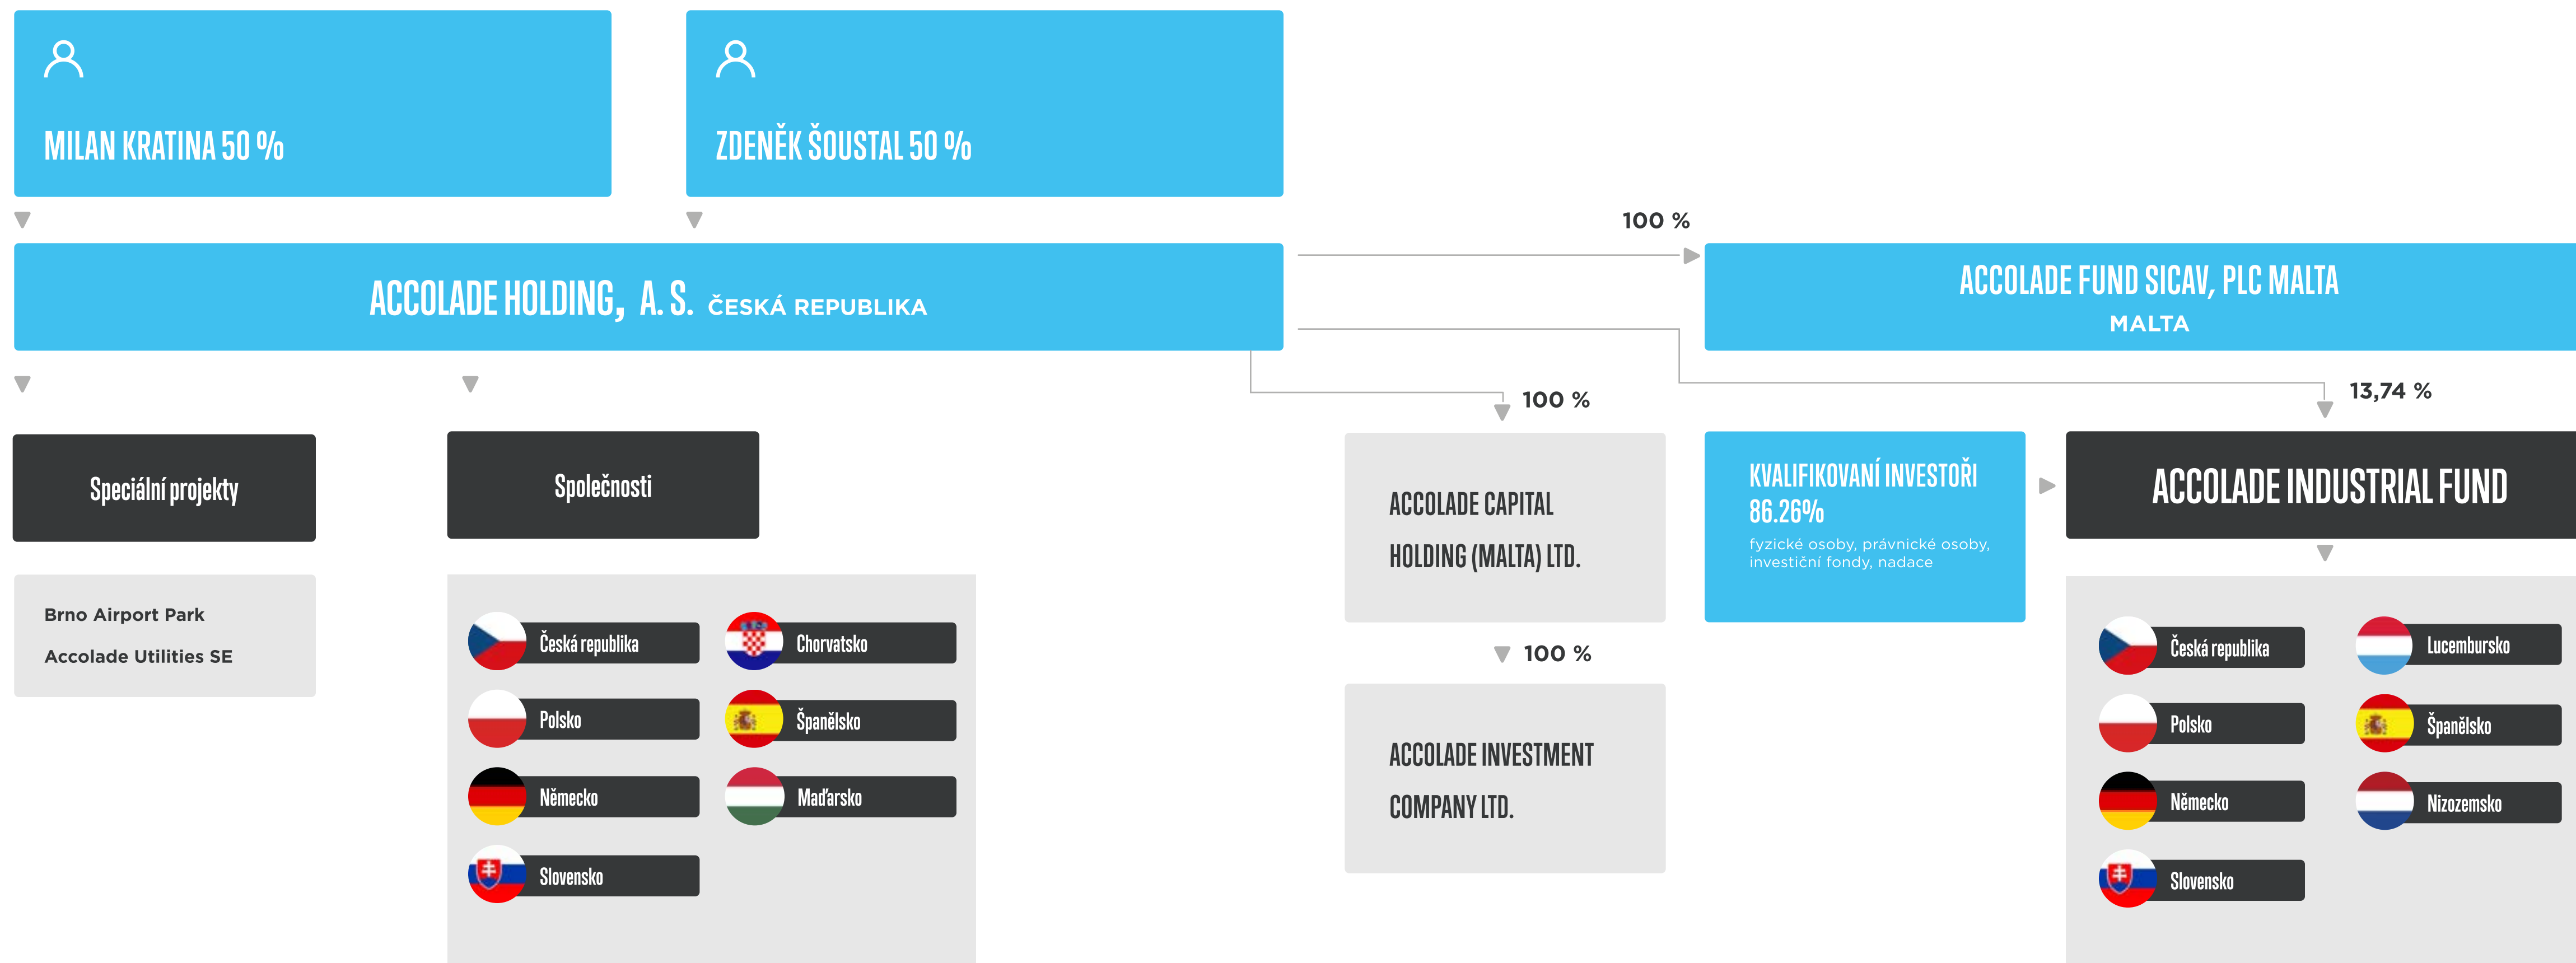 MILAN KRATINA 50 %
ZDENĚK ŠOUSTAL 50 %
100 %
ACCOLADE HOLDING, A. S. ČESKÁ REPUBLIKA
ACCOLADE FUND SICAV, PLC MALTA
MALTA
100 %
13,74 %
Speciální projekty
Společnosti
ACCOLADE CAPITAL
HOLDING (MALTA) LTD.
KVALIFIKOVANÍ INVESTOŘI
86.26%
fyzické osoby, právnické osoby,
investiční fondy, nadace
ACCOLADE INDUSTRIAL FUND
Brno Airport Park
Accolade Utilities SE
Česká republika
Chorvatsko
Polsko
Španělsko
Německo
Maďarsko
Slovensko
100 %
ACCOLADE INVESTMENT
COMPANY LTD.
Česká republika
Lucembursko
Polsko
Španělsko
Německo
Nizozemsko
Slovensko